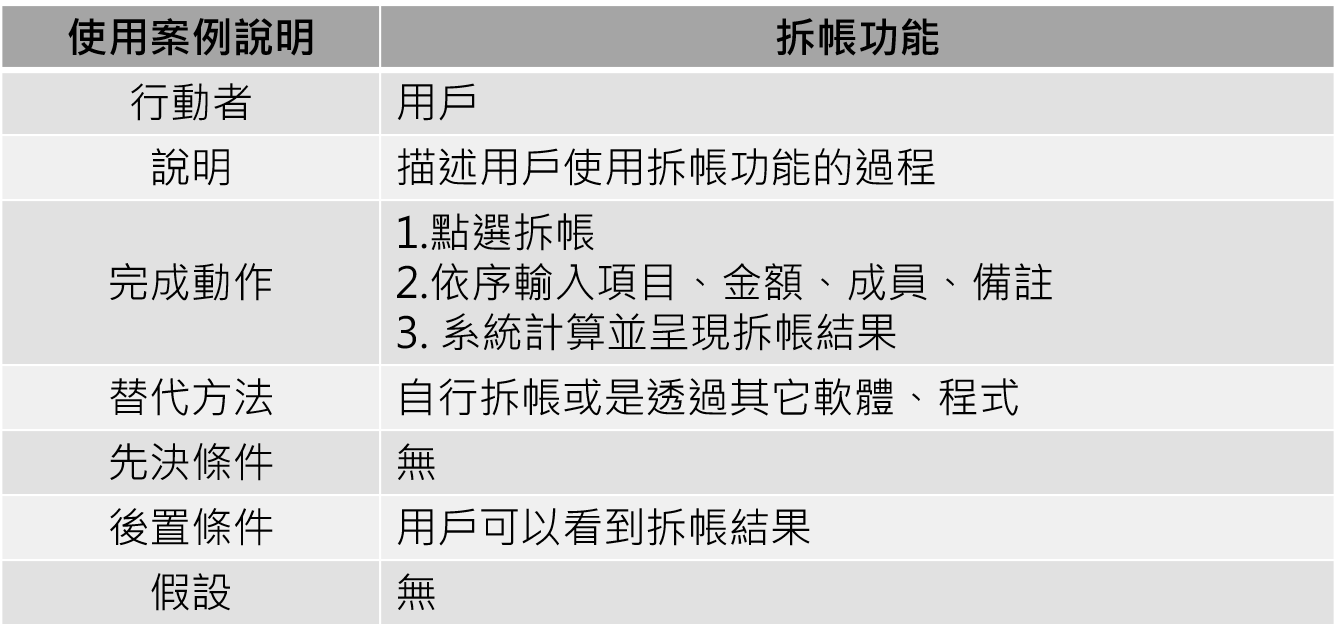 使用案例說明 拆帳功能
行動者 用戶
說明 描述用戶使用拆帳功能的過程
完成動作
1.點選拆帳
2.依序輸入項目、金額、成員、備註
3. 系統計算並呈現拆帳結果
替代方法 自行拆帳或是透過其它軟體、程式
先決條件 無
後置條件 用戶可以看到拆帳結果
假設 無